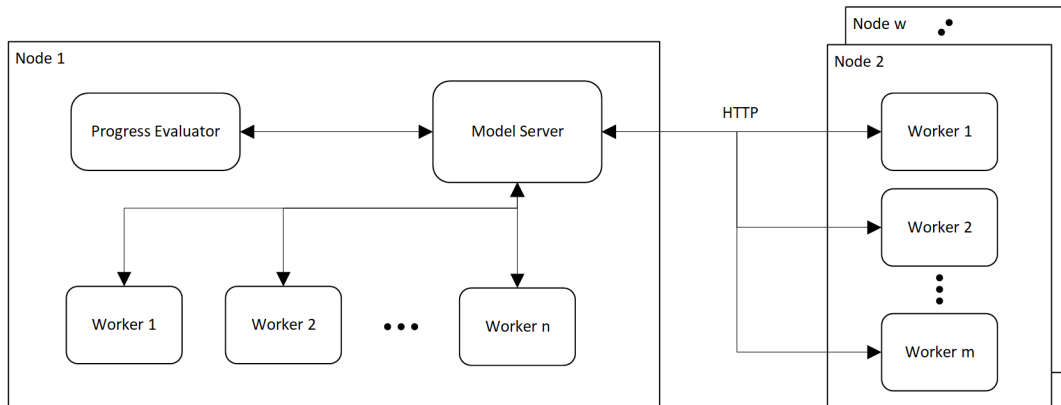 Node 1
Progress Evaluator
Model Server
Worker 1
Worker 2
Worker n
HTTP
Node w
Node 2
Worker 1
Worker 2
Worker m